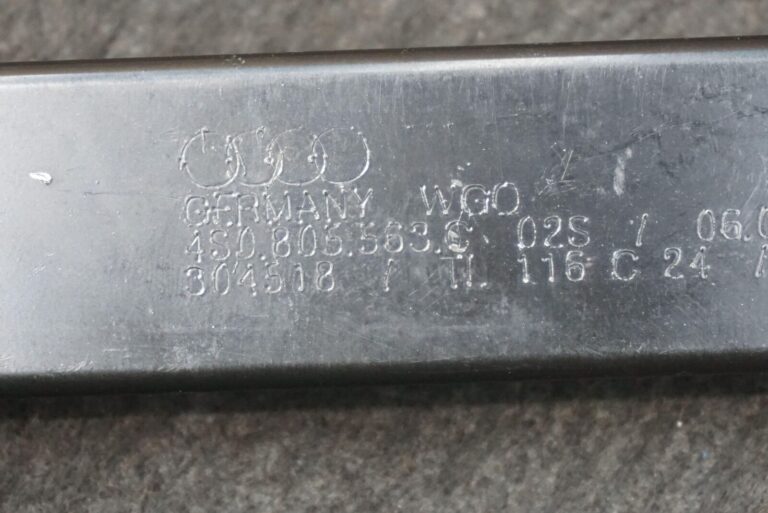 GERMANY WGO
4S0.805.563.C 02S / 06.0
304518 / TL 116 C 24 /